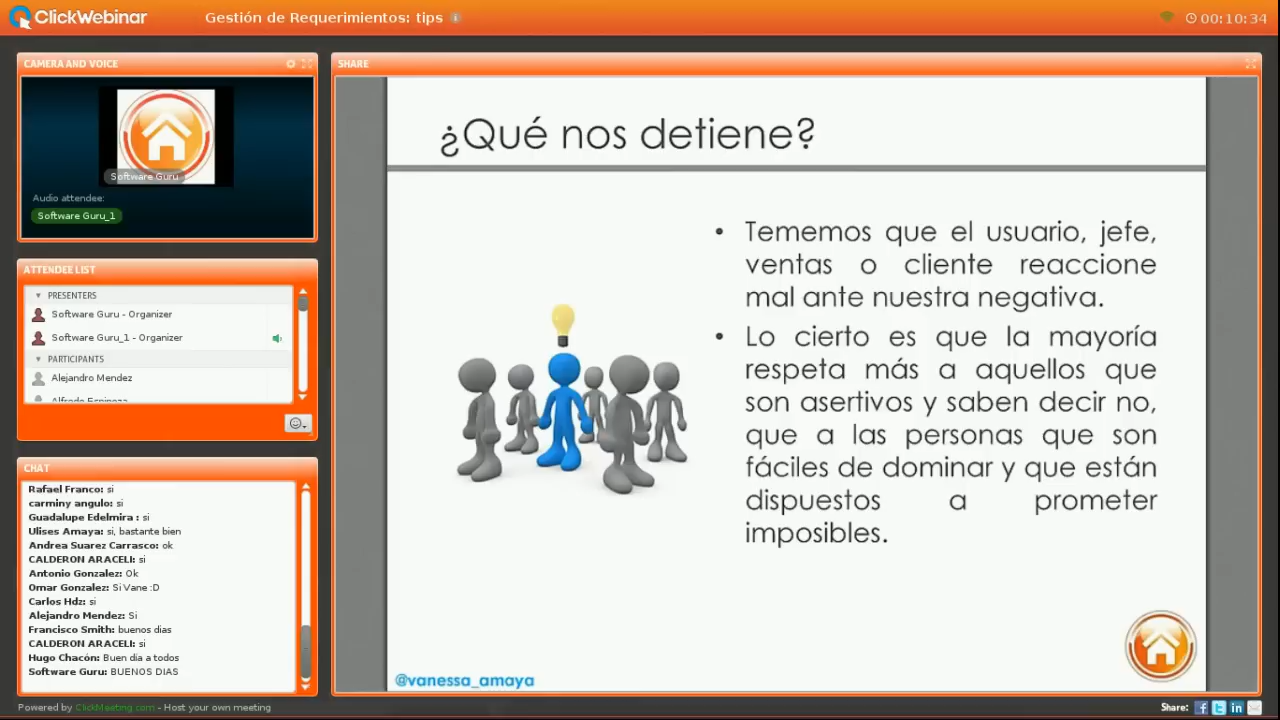 ClickWebinar
Gestión de Requerimientos: tips
00:10:34
CAMERA AND VOICE
Software Guru
Audio attendee:
Software Guru_1
ATTENDEE LIST
PRESENTERS
Software Guru - Organizer
Software Guru_1 - Organizer
PARTICIPANTS
Alejandro Mendez
Alfredo Espinoza
CHAT
Rafael Franco: si
carminy angulo: si
Guadalupe Edelmira : si
Ulises Amaya: si, bastante bien
Andrea Suarez Carrasco: ok
CALDERON ARACELI: si
Antonio Gonzalez: Ok
Omar Gonzalez: Si Vane :D
Carlos Hdz: si
Alejandro Mendez: Si
Francisco Smith: buenos dias
CALDERON ARACELI: si
Hugo Chacón: Buen día a todos
Software Guru: BUENOS DIAS
SHARE
¿Qué nos detiene?
• Tememos que el usuario, jefe,
ventas o cliente reaccione
mal ante nuestra negativa.
• Lo cierto es que la mayoría
respeta más a aquellos que
son asertivos y saben decir no,
que a las personas que son
fáciles de dominar y que están
dispuestos a prometer
imposibles.
@vanessa_amaya
Powered by ClickMeeting.com - Host your own meeting
Share: